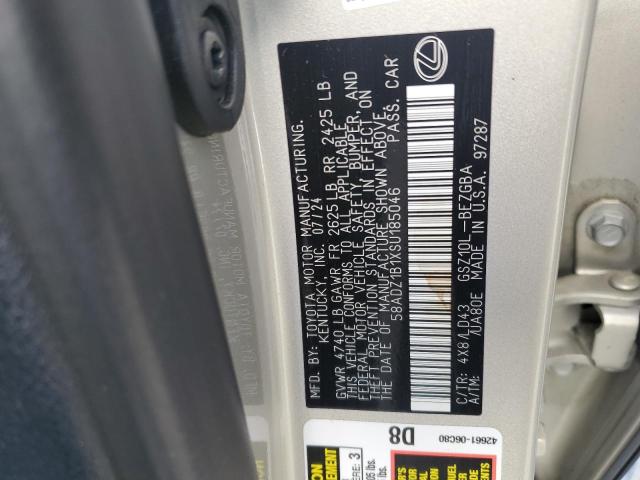 MFD. BY: TOYOTA MOTOR MANUFACTURING.
KENTUCKY, INC. 07/24
GVWR 4740 LB GAWR FR 2625 LB RR 2425 LB
THIS VEHICLE CONFORMS TO ALL APPLICABLE
FEDERAL MOTOR VEHICLE SAFETY, BUMPER, AND
THEFT PREVENTION STANDARDS IN EFFECT ON
THE DATE OF MANUFACTURE SHOWN ABOVE.
58ADZ1B1XSU185046 PASS. CAR
C/TR: 4X8/LD43 GSZ10L-BEZGBA
A/TM: /UA80E MADE IN U.S.A. 97287
42661-06C80
D8